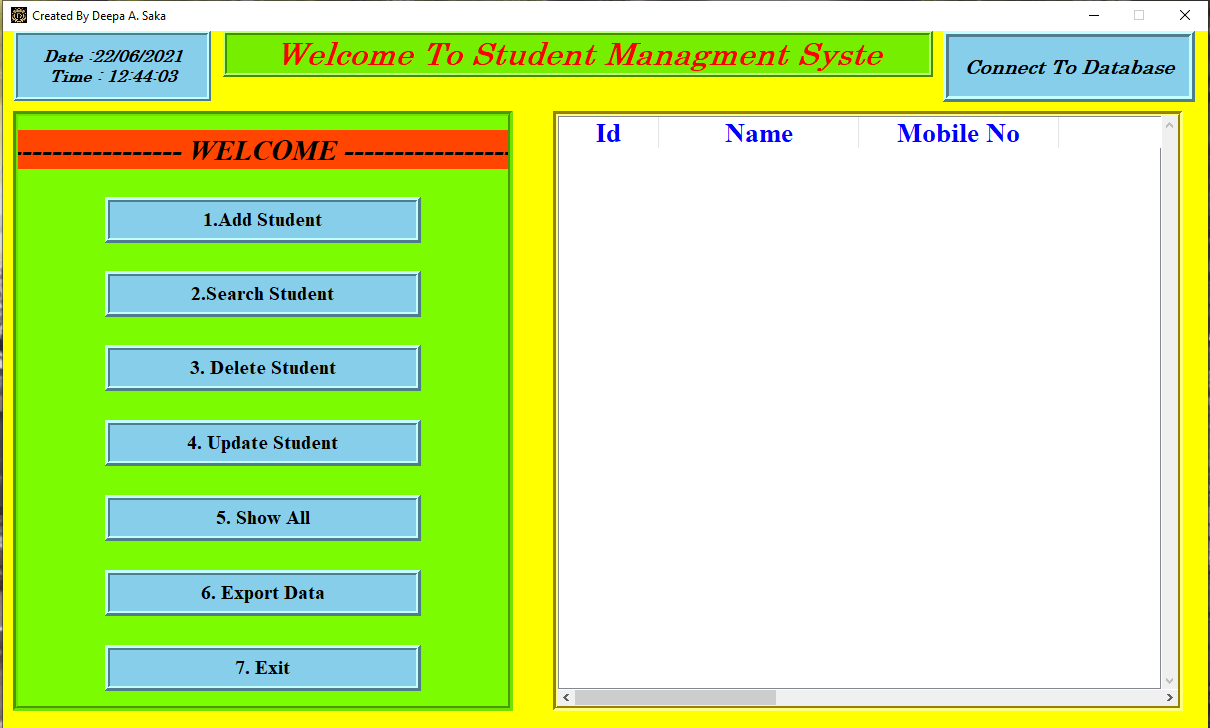 Created By Deepa A. Saka
Date :22/06/2021
Time : 12:44:03
Welcome To Student Managment Syste
Connect To Database
----------------- WELCOME -----------------
1.Add Student
2.Search Student
3. Delete Student
4. Update Student
5. Show All
6. Export Data
7. Exit
Id Name Mobile No